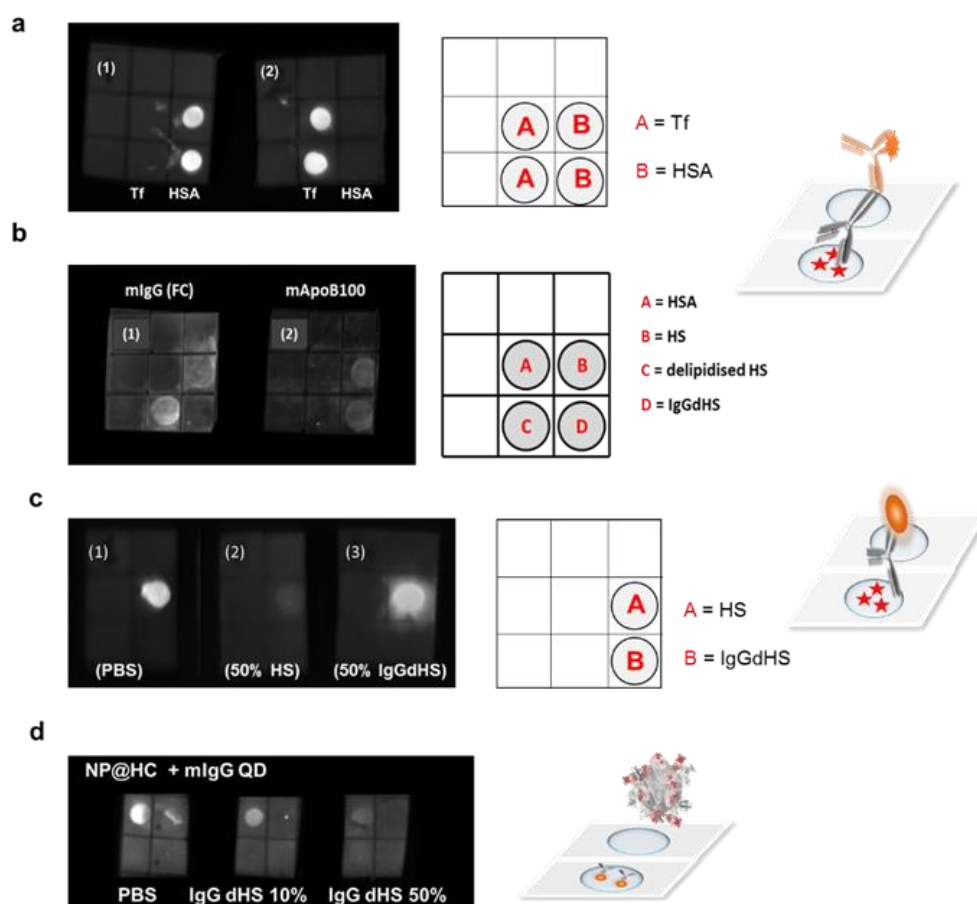 a
(1)
(2)
Tf HSA
Tf HSA
A B
A B
A = Tf
B = HSA
b
mIgG (FC)
mApoB100
(1)
(2)
A B
C D
A = HSA
B = HS
C = delipidised HS
D = IgGdHS
c
(1)
(2)
(3)
(PBS)
(50% HS)
(50% IgGdHS)
A
B
A = HS
B = IgGdHS
d
NP@HC + mIgG QD
PBS
IgG dHS 10%
IgG dHS 50%